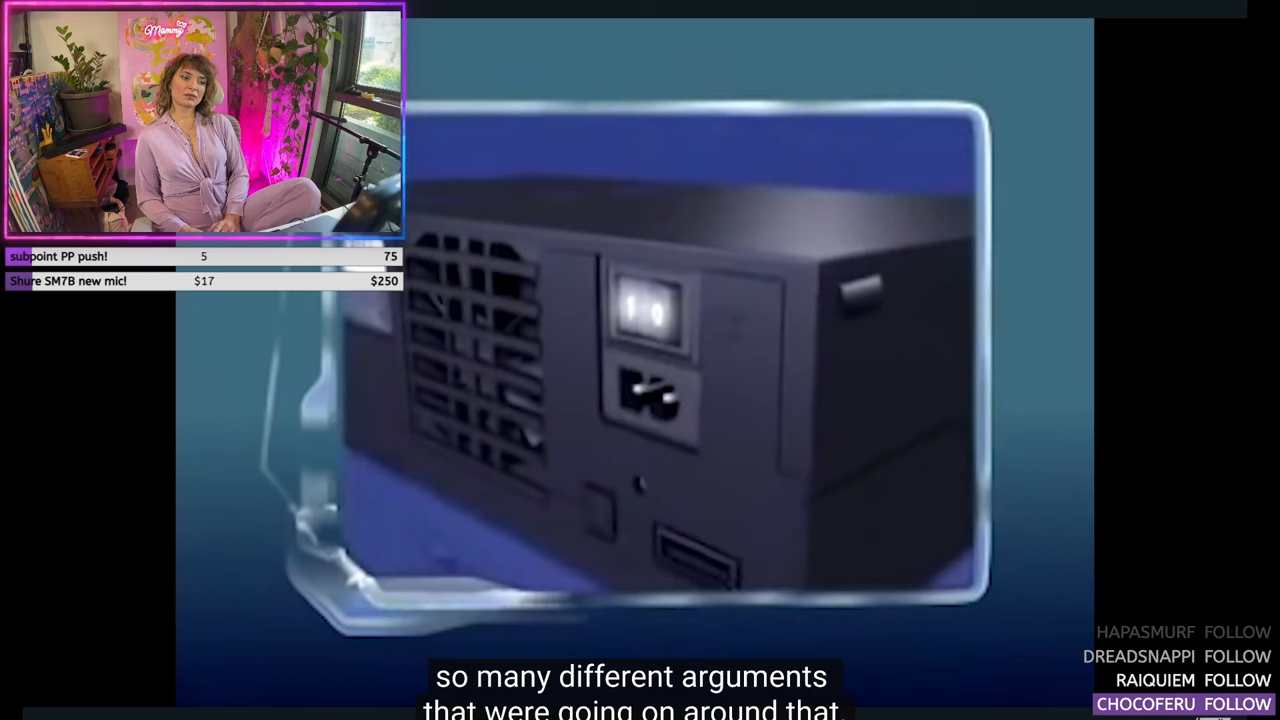 Mommy
subpoint PP push! 5 75
Shure SM7B new mic! $17 $250
HAPASMURF FOLLOW
DREADSNAPPI FOLLOW
RAIQUIEM FOLLOW
CHOCOFERU FOLLOW
so many different arguments
that were going on around that,